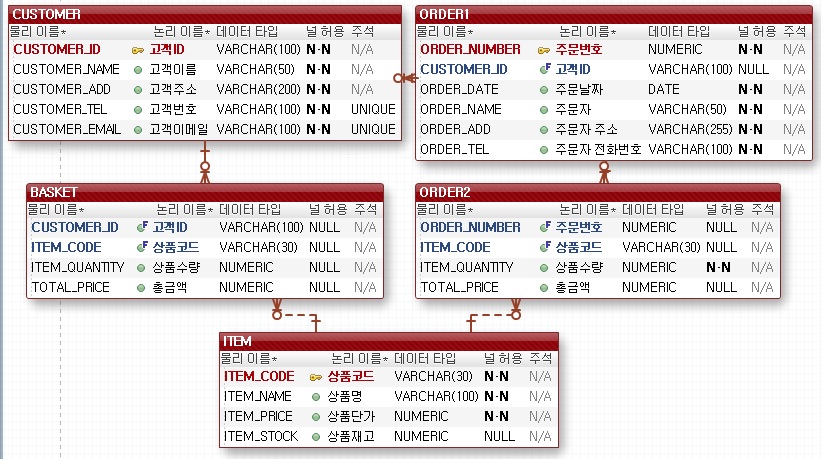 CUSTOMER
물리 이름* 논리 이름* 데이터 타입 널 허용 주석
CUSTOMER_ID 고객ID VARCHAR(100) N·N N/A
CUSTOMER_NAME 고객이름 VARCHAR(50) N·N N/A
CUSTOMER_ADD 고객주소 VARCHAR(200) N·N N/A
CUSTOMER_TEL 고객번호 VARCHAR(100) N·N UNIQUE
CUSTOMER_EMAIL 고객이메일 VARCHAR(100) N·N UNIQUE
ORDER1
물리 이름* 논리 이름* 데이터 타입 널 허용 주석
ORDER_NUMBER 주문번호 NUMERIC N·N N/A
CUSTOMER_ID 고객ID VARCHAR(100) NULL N/A
ORDER_DATE 주문날짜 DATE N·N N/A
ORDER_NAME 주문자 VARCHAR(50) N·N N/A
ORDER_ADD 주문자 주소 VARCHAR(255) N·N N/A
ORDER_TEL 주문자 전화번호 VARCHAR(100) N·N N/A
BASKET
물리 이름* 논리 이름* 데이터 타입 널 허용 주석
CUSTOMER_ID 고객ID VARCHAR(100) NULL N/A
ITEM_CODE 상품코드 VARCHAR(30) NULL N/A
ITEM_QUANTITY 상품수량 NUMERIC NULL N/A
TOTAL_PRICE 총금액 NUMERIC NULL N/A
ORDER2
물리 이름* 논리 이름* 데이터 타입 널 허용 주석
ORDER_NUMBER 주문번호 NUMERIC NULL N/A
ITEM_CODE 상품코드 VARCHAR(30) NULL N/A
ITEM_QUANTITY 상품수량 NUMERIC N·N N/A
TOTAL_PRICE 총금액 NUMERIC NULL N/A
ITEM
물리 이름* 논리 이름* 데이터 타입 널 허용 주석
ITEM_CODE 상품코드 VARCHAR(30) N·N N/A
ITEM_NAME 상품명 VARCHAR(100) N·N N/A
ITEM_PRICE 상품단가 NUMERIC N·N N/A
ITEM_STOCK 상품재고 NUMERIC NULL N/A